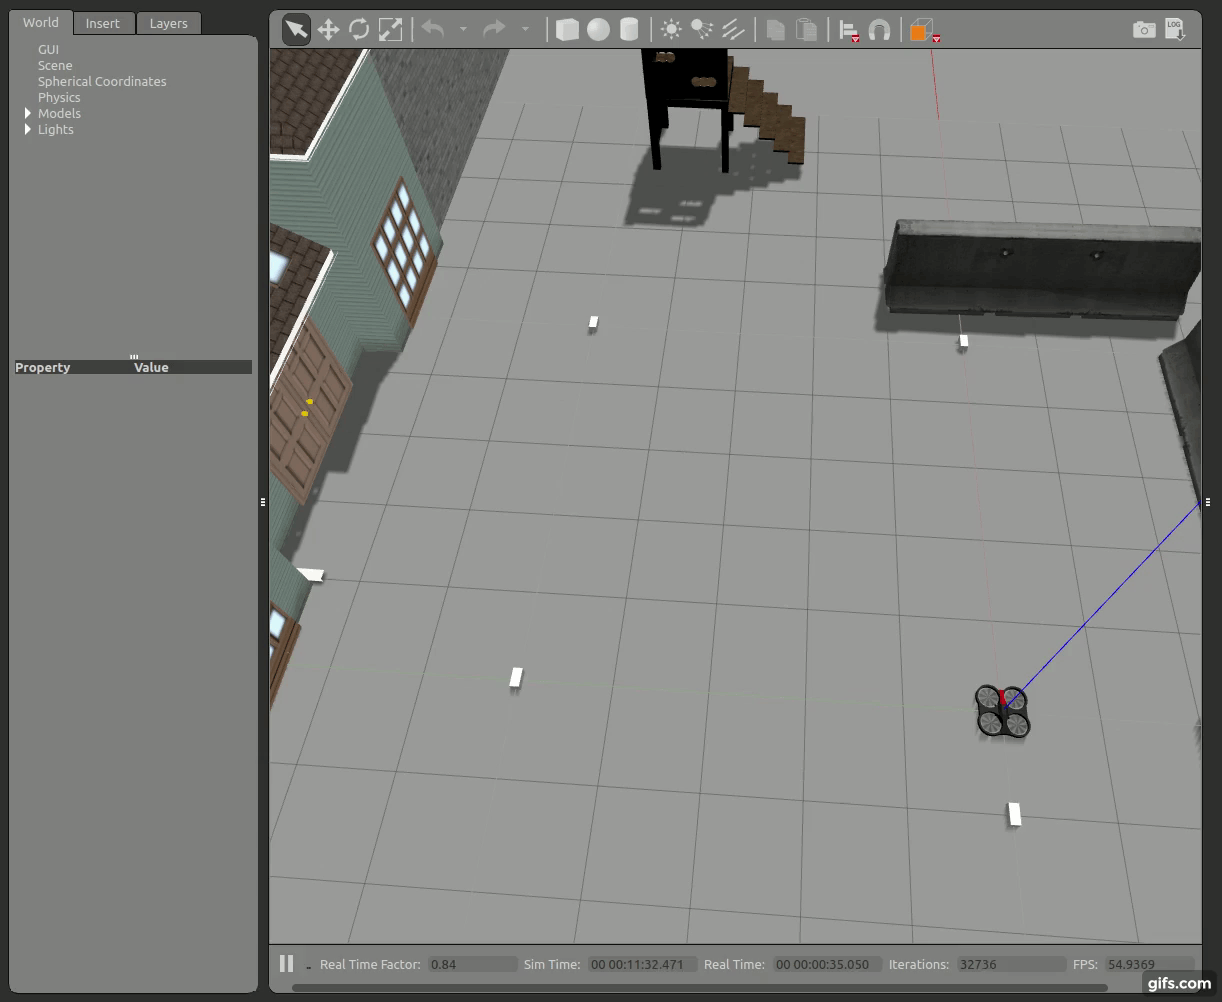 World Insert Layers
GUI
Scene
Spherical Coordinates
Physics
Models
Lights
Property Value
LOG
Real Time Factor: 0.84 Sim Time: 00 00:11:32.471 Real Time: 00 00:00:35.050 Iterations: 32736 FPS: 54.9369
gifs.com